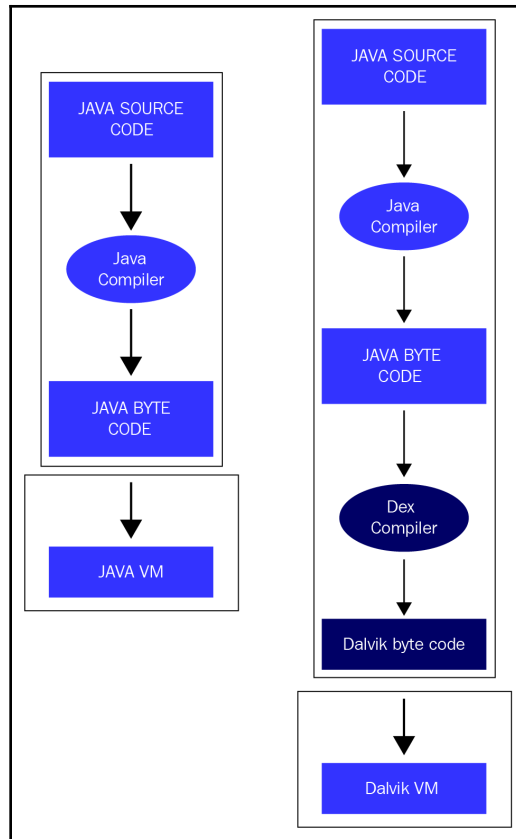 JAVA SOURCE
CODE
Java
Compiler
JAVA BYTE
CODE
JAVA VM
JAVA SOURCE
CODE
Java
Compiler
JAVA BYTE
CODE
Dex
Compiler
Dalvik byte code
Dalvik VM